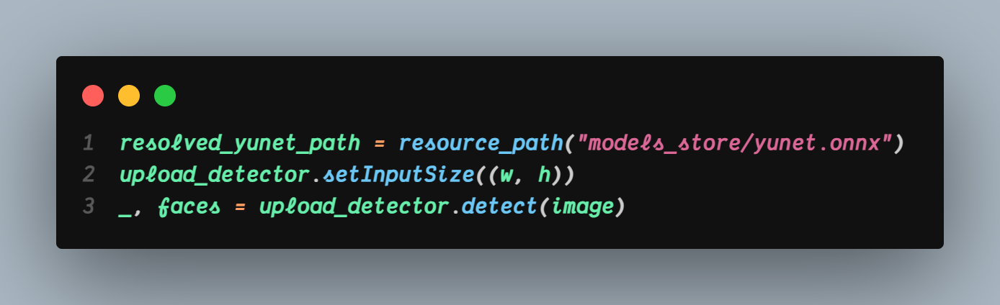 1 resolved_yunet_path = resource_path("models_store/yunet.onnx")
2 upload_detector.setInputSize((w, h))
3 _, faces = upload_detector.detect(image)